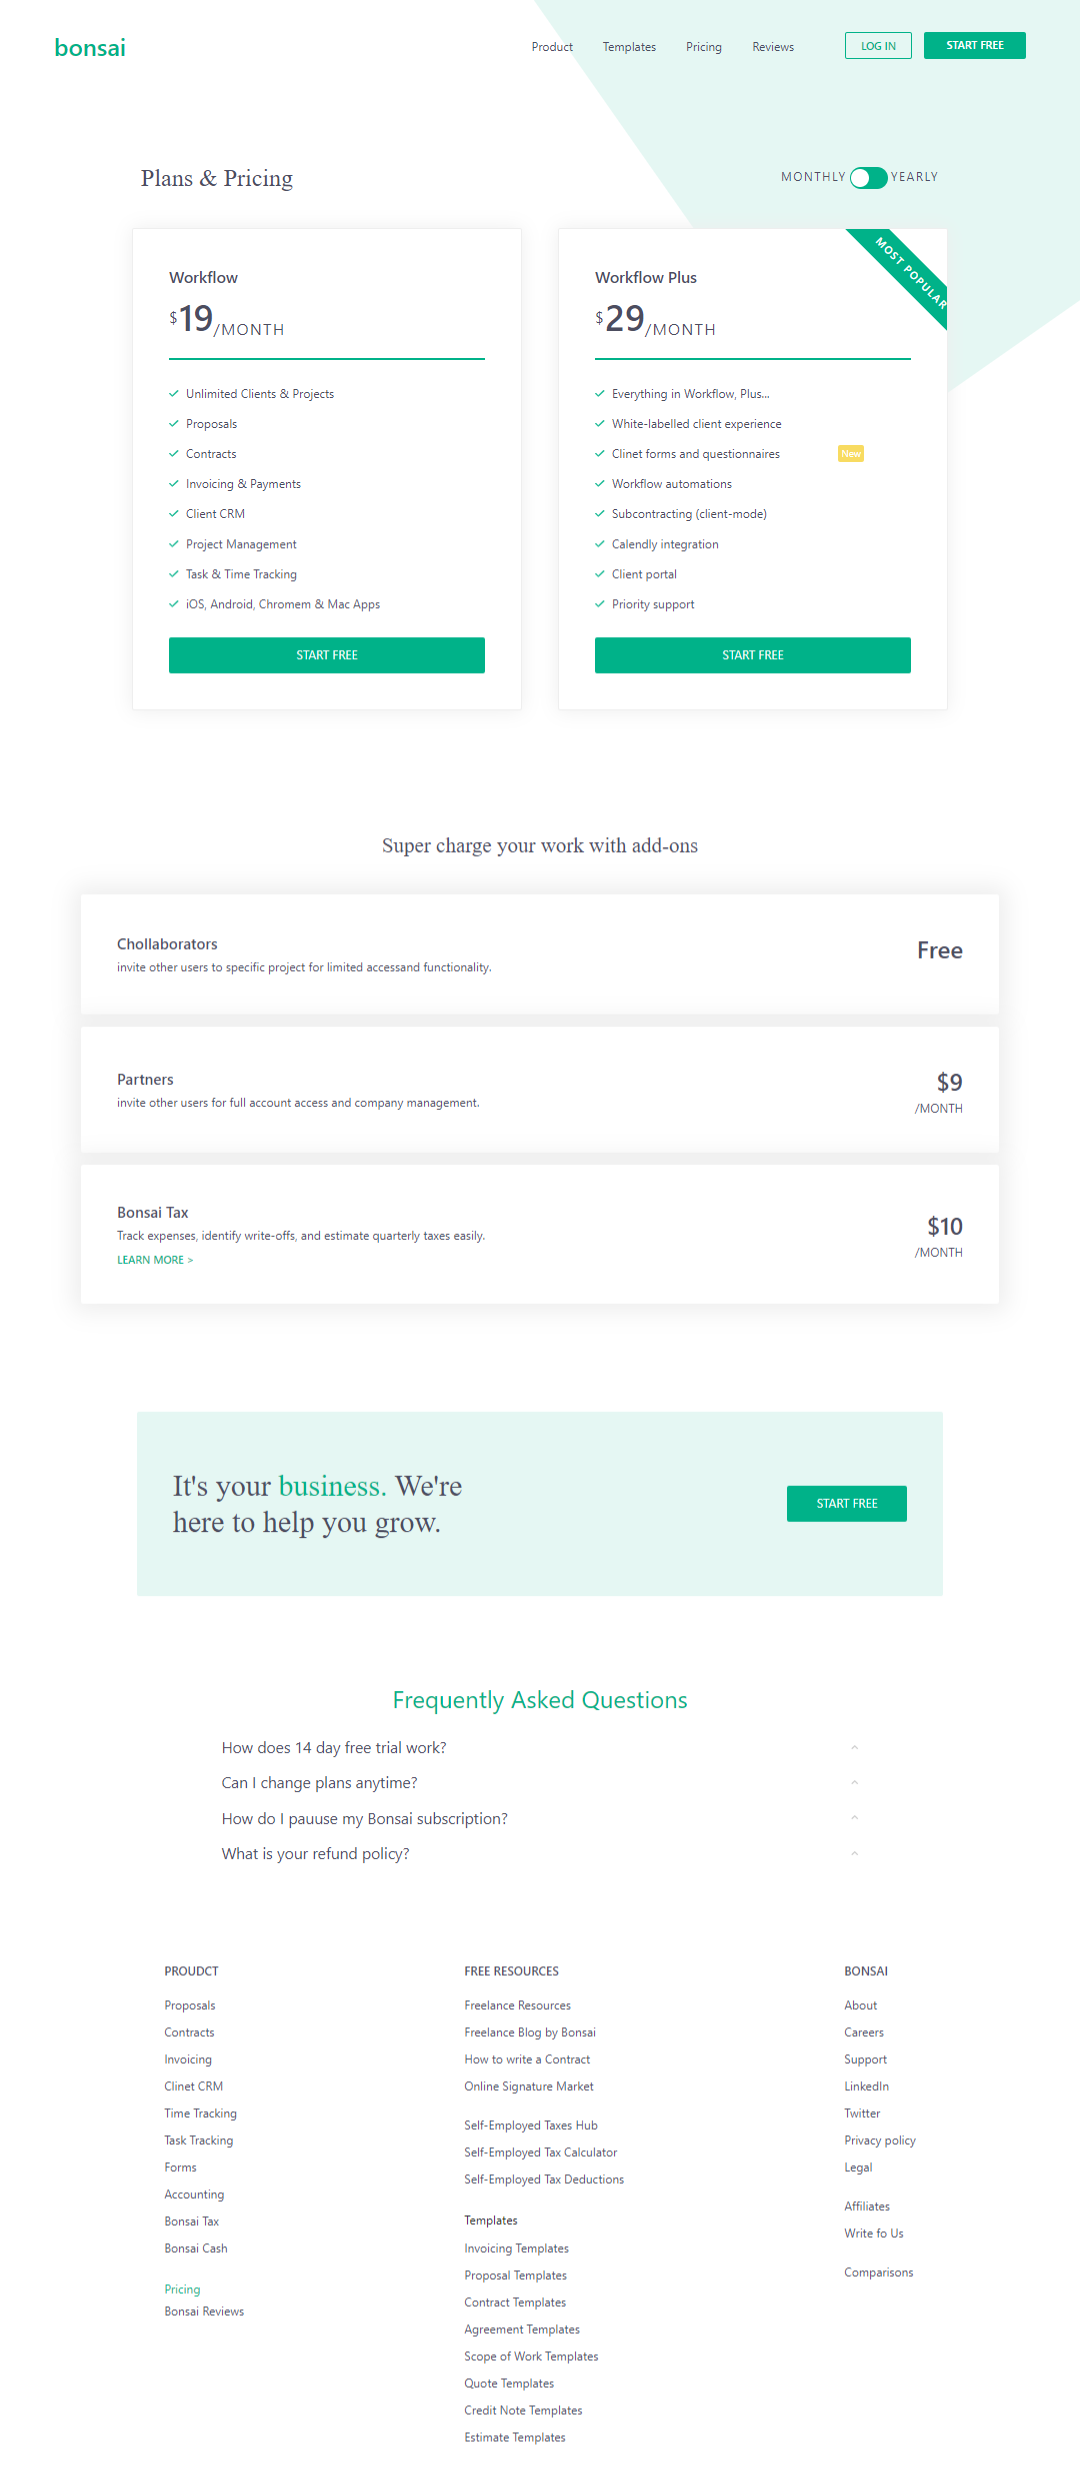 bonsai
Product Templates Pricing Reviews LOG IN START FREE
Plans & Pricing
MONTHLY YEARLY
Workflow
$19/MONTH
Unlimited Clients & Projects
Proposals
Contracts
Invoicing & Payments
Client CRM
Project Management
Task & Time Tracking
iOS, Android, Chromem & Mac Apps
START FREE
MOST POPULAR
Workflow Plus
$29/MONTH
Everything in Workflow, Plus...
White-labelled client experience
Clinet forms and questionnaires New
Workflow automations
Subcontracting (client-mode)
Calendly integration
Client portal
Priority support
START FREE
Super charge your work with add-ons
Chollaborators
invite other users to specific project for limited accessand functionality.
Free
Partners
invite other users for full account access and company management.
$9
/MONTH
Bonsai Tax
Track expenses, identify write-offs, and estimate quarterly taxes easily.
LEARN MORE >
$10
/MONTH
It's your business. We're
here to help you grow.
START FREE
Frequently Asked Questions
How does 14 day free trial work?
Can I change plans anytime?
How do I pauuse my Bonsai subscription?
What is your refund policy?
PROUDCT
Proposals
Contracts
Invoicing
Clinet CRM
Time Tracking
Task Tracking
Forms
Accounting
Bonsai Tax
Bonsai Cash
Pricing
Bonsai Reviews
FREE RESOURCES
Freelance Resources
Freelance Blog by Bonsai
How to write a Contract
Online Signature Market
Self-Employed Taxes Hub
Self-Employed Tax Calculator
Self-Employed Tax Deductions
Templates
Invoicing Templates
Proposal Templates
Contract Templates
Agreement Templates
Scope of Work Templates
Quote Templates
Credit Note Templates
Estimate Templates
BONSAI
About
Careers
Support
LinkedIn
Twitter
Privacy policy
Legal
Affiliates
Write fo Us
Comparisons